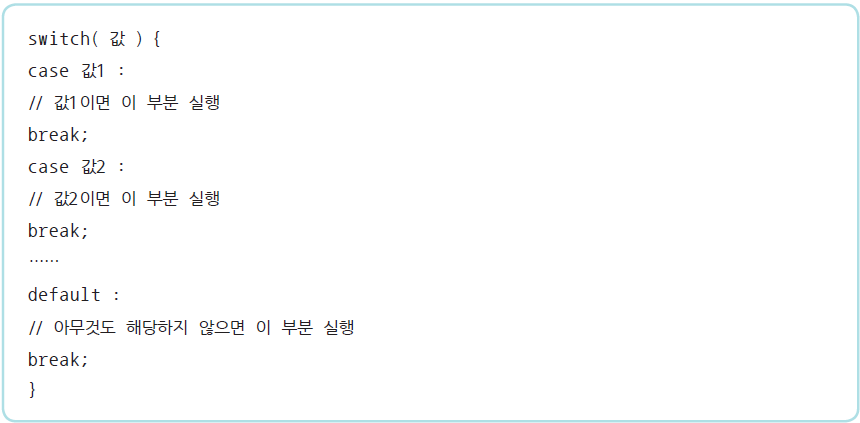 switch( 값 ) {
case 값1 :
// 값1이면 이 부분 실행
break;
case 값2 :
// 값2이면 이 부분 실행
break;
……
default :
// 아무것도 해당하지 않으면 이 부분 실행
break;
}